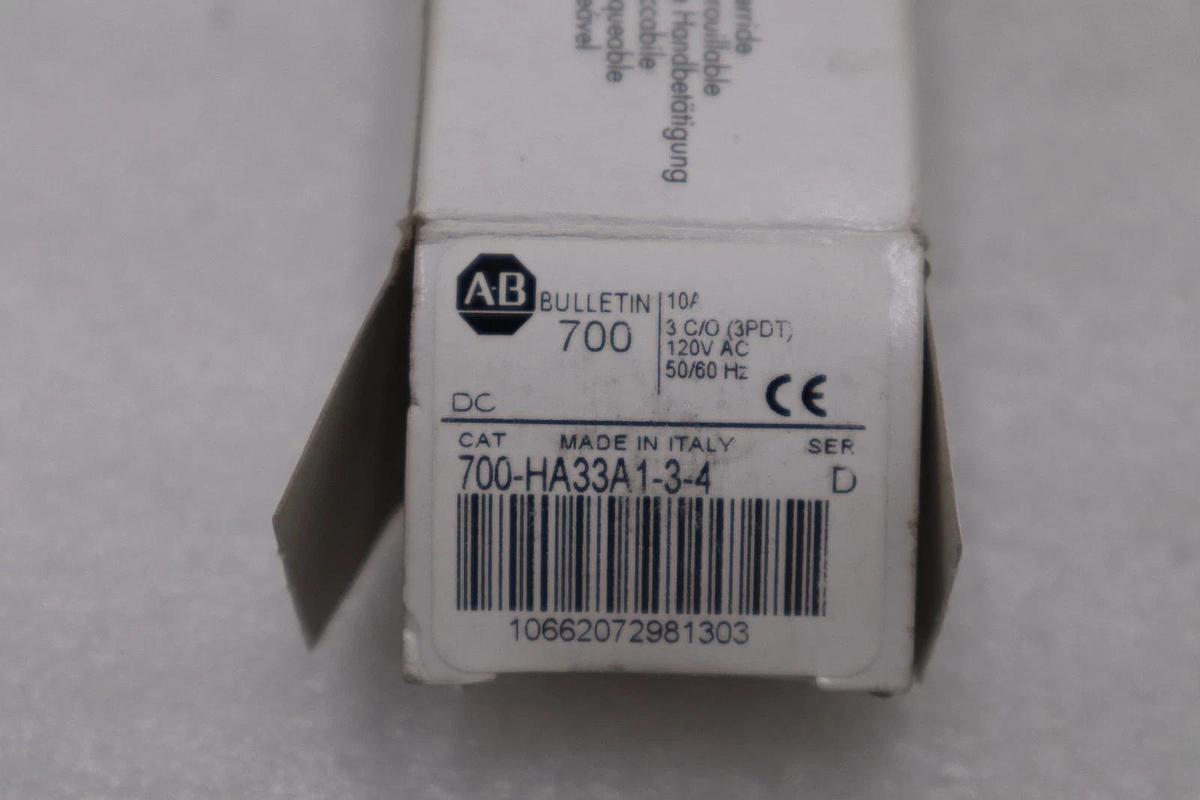 Handbetätigung
A-B
BULLETIN
700
10A
3 C/O (3PDT)
120V AC
50/60 Hz
CE
DC
CAT MADE IN ITALY SER
700-HA33A1-3-4 D
10662072981303